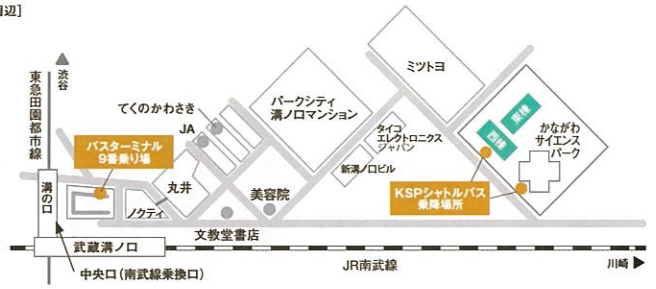 周辺]
渋谷
東急田園都市線
バスターミナル
9番乗り場
溝の口
ノクティ
丸井
JA
てくのかわさき
パークシティ
溝ノ口マンション
ミツトヨ
タイコ
エレクトロニクス
ジャパン
新溝ノ口ビル
美容院
文教堂書店
西棟
東棟
かながわ
サイエンス
パーク
KSPシャトルバス
乗降場所
武蔵溝ノ口
中央口(南武線乗換口)
JR南武線
川崎